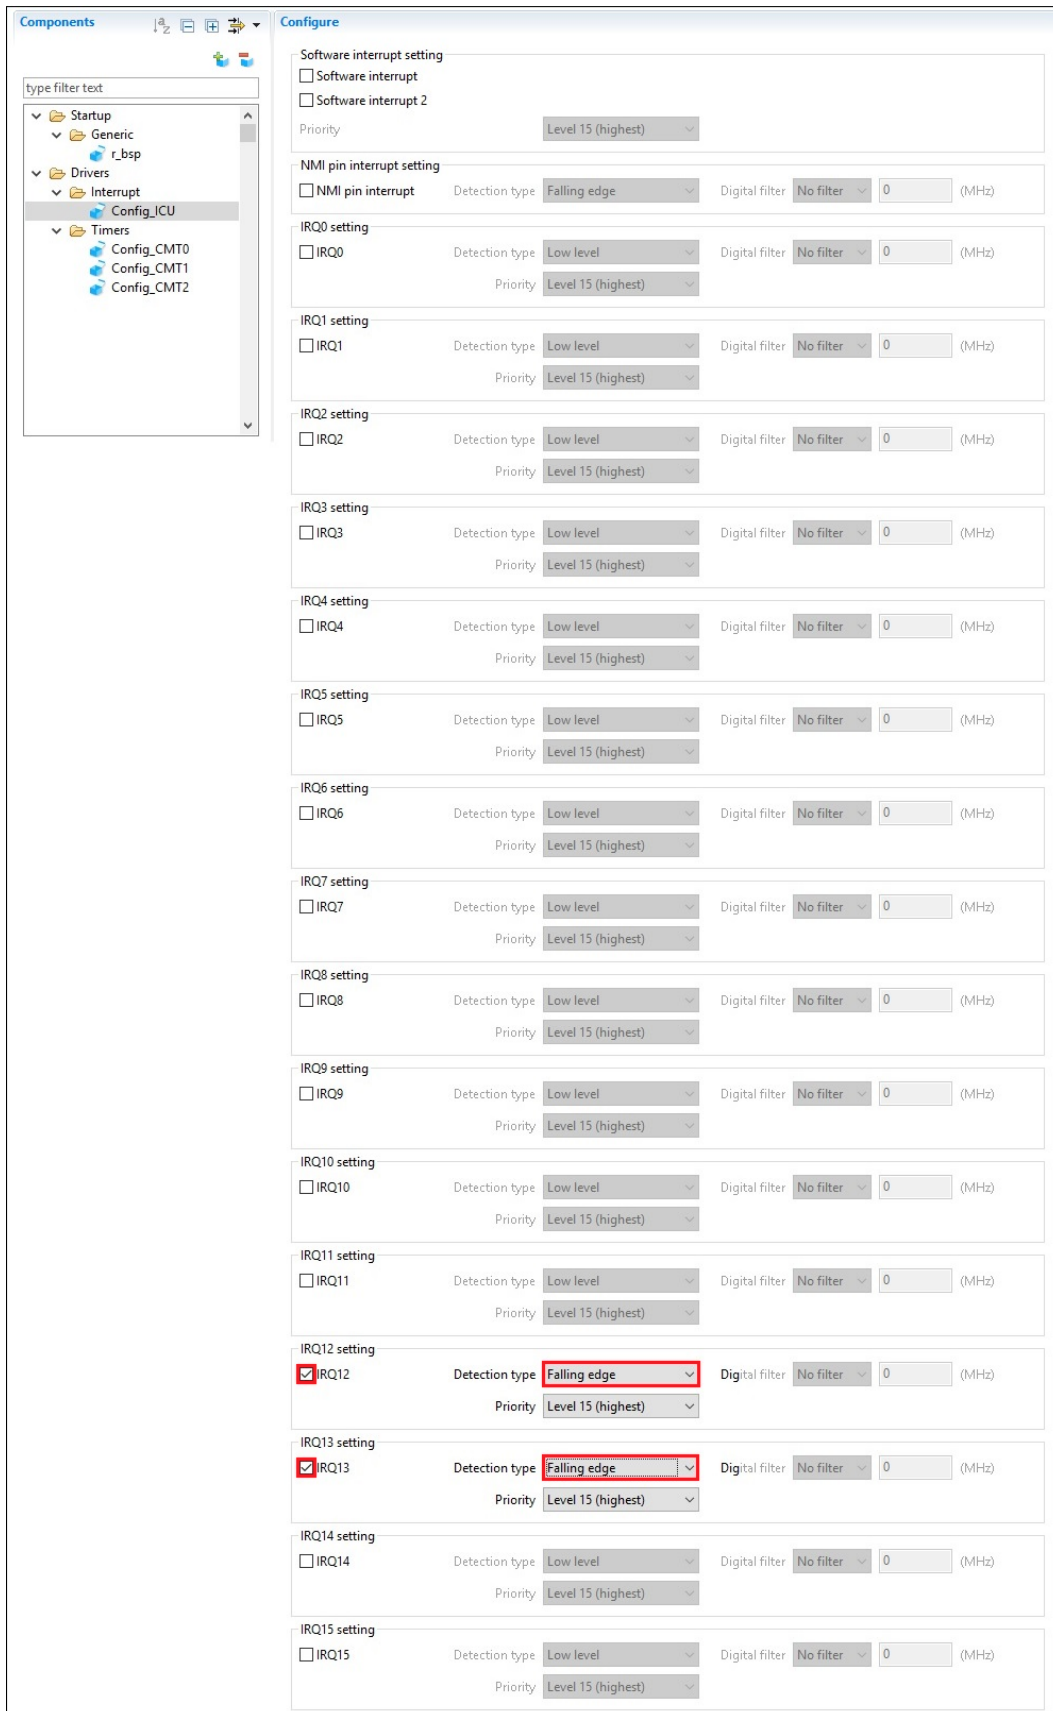 Components
type filter text
Startup
Generic
r_bsp
Drivers
Interrupt
Config_ICU
Timers
Config_CMT0
Config_CMT1
Config_CMT2
Configure
Software interrupt setting
Software interrupt
Software interrupt 2
Priority Level 15 (highest)
NMI pin interrupt setting
NMI pin interrupt Detection type Falling edge Digital filter No filter 0 (MHz)
IRQ0 setting
IRQ0 Detection type Low level Digital filter No filter 0 (MHz)
Priority Level 15 (highest)
IRQ1 setting
IRQ1 Detection type Low level Digital filter No filter 0 (MHz)
Priority Level 15 (highest)
IRQ2 setting
IRQ2 Detection type Low level Digital filter No filter 0 (MHz)
Priority Level 15 (highest)
IRQ3 setting
IRQ3 Detection type Low level Digital filter No filter 0 (MHz)
Priority Level 15 (highest)
IRQ4 setting
IRQ4 Detection type Low level Digital filter No filter 0 (MHz)
Priority Level 15 (highest)
IRQ5 setting
IRQ5 Detection type Low level Digital filter No filter 0 (MHz)
Priority Level 15 (highest)
IRQ6 setting
IRQ6 Detection type Low level Digital filter No filter 0 (MHz)
Priority Level 15 (highest)
IRQ7 setting
IRQ7 Detection type Low level Digital filter No filter 0 (MHz)
Priority Level 15 (highest)
IRQ8 setting
IRQ8 Detection type Low level Digital filter No filter 0 (MHz)
Priority Level 15 (highest)
IRQ9 setting
IRQ9 Detection type Low level Digital filter No filter 0 (MHz)
Priority Level 15 (highest)
IRQ10 setting
IRQ10 Detection type Low level Digital filter No filter 0 (MHz)
Priority Level 15 (highest)
IRQ11 setting
IRQ11 Detection type Low level Digital filter No filter 0 (MHz)
Priority Level 15 (highest)
IRQ12 setting
IRQ12 Detection type Falling edge Digital filter No filter 0 (MHz)
Priority Level 15 (highest)
IRQ13 setting
IRQ13 Detection type Falling edge Digital filter No filter 0 (MHz)
Priority Level 15 (highest)
IRQ14 setting
IRQ14 Detection type Low level Digital filter No filter 0 (MHz)
Priority Level 15 (highest)
IRQ15 setting
IRQ15 Detection type Low level Digital filter No filter 0 (MHz)
Priority Level 15 (highest)